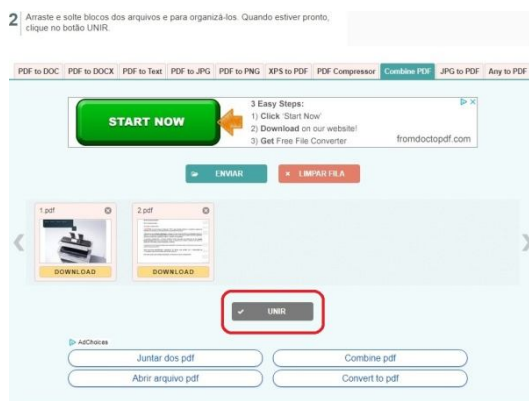 2
Arraste e solte blocos dos arquivos e para organizá-los. Quando estiver pronto,
clique no botão UNIR.
PDF to DOC PDF to DOCX PDF to Text PDF to JPG PDF to PNG XPS to PDF PDF Compressor Combine PDF JPG to PDF Any to PDF
START NOW
3 Easy Steps:
1) Click 'Start Now'
2) Download on our website!
3) Get Free File Converter
fromdoctopdf.com
ENVIAR
LIMPAR FILA
1.pdf
2.pdf
DOWNLOAD
DOWNLOAD
UNIR
AdChoices
Juntar dos pdf
Combine pdf
Abrir arquivo pdf
Convert to pdf